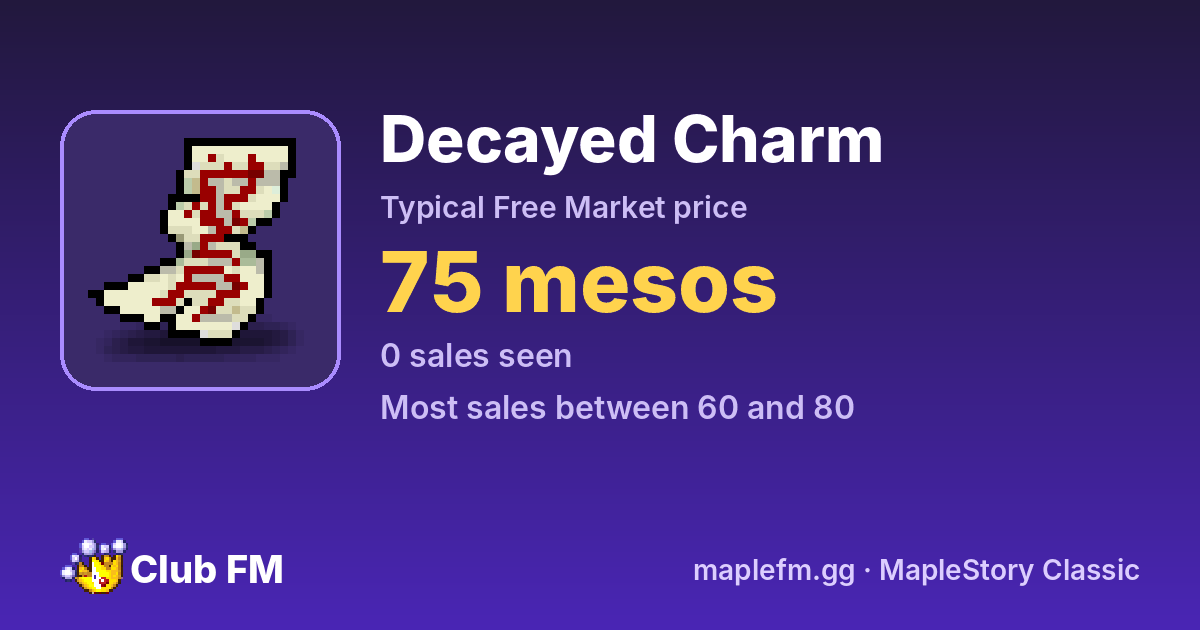 Decayed Charm
Typical Free Market price
75 mesos
0 sales seen
Most sales between 60 and 80
Club FM
maplefm.gg · MapleStory Classic